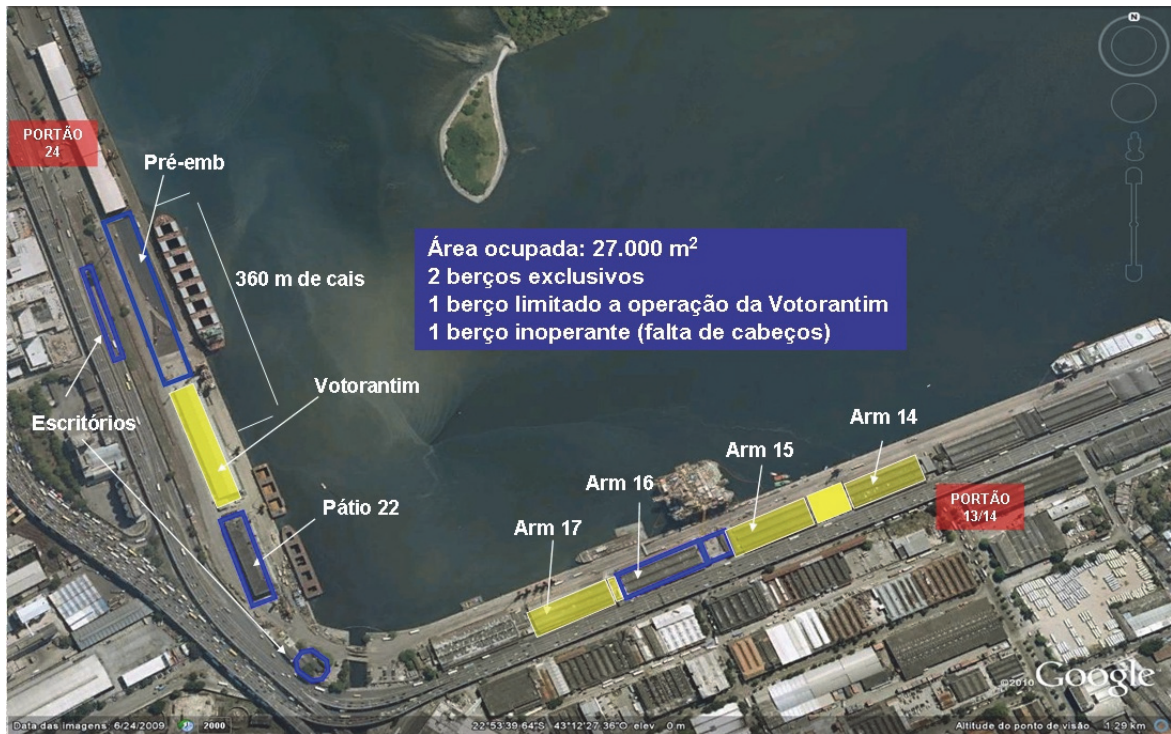 N
PORTÃO
24
Pré-emb
360 m de cais
Área ocupada: 27.000 m²
2 berços exclusivos
1 berço limitado a operação da Votorantim
1 berço inoperante (falta de cabeços)
Votorantim
Escritórios
Pátio 22
Arm 14
Arm 15
Arm 16
Arm 17
PORTÃO
13/14
©2010 Google
Data das imagens: 6/24/2009 2000 22°53'39.64"S 43°12'27.36"O elev 0 m Altitude do ponto de visão 1.29 km